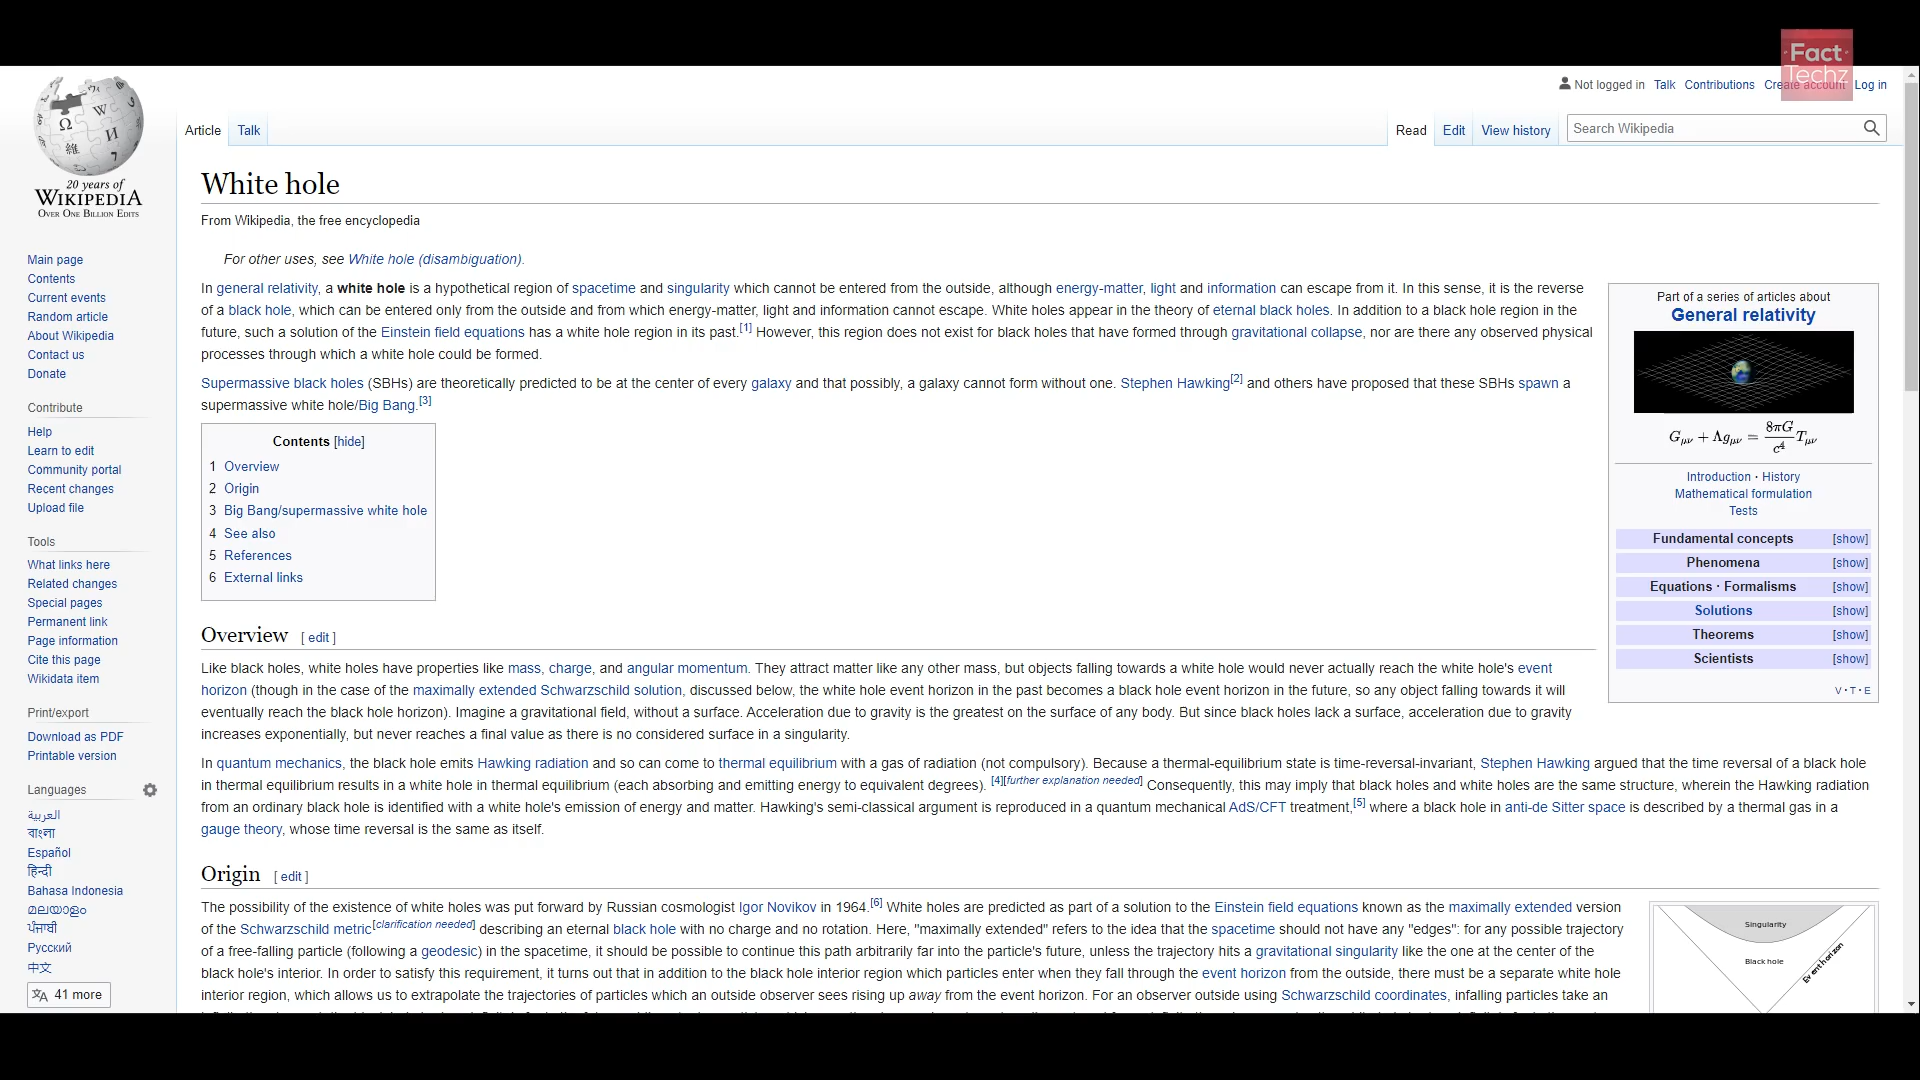 Fact
Techz
Not logged in Talk Contributions Create account Log in
Article Talk Read Edit View history Search Wikipedia
20 years of
WIKIPEDIA
OVER ONE BILLION EDITS
Main page
Contents
Current events
Random article
About Wikipedia
Contact us
Donate
Contribute
Help
Learn to edit
Community portal
Recent changes
Upload file
Tools
What links here
Related changes
Special pages
Permanent link
Page information
Cite this page
Wikidata item
Print/export
Download as PDF
Printable version
Languages
العربية
বাংলা
Español
हिन्दी
Bahasa Indonesia
മലയാളം
ਪੰਜਾਬੀ
Русский
中文
41 more
White hole
From Wikipedia, the free encyclopedia
For other uses, see White hole (disambiguation).
In general relativity, a white hole is a hypothetical region of spacetime and singularity which cannot be entered from the outside, although energy-matter, light and information can escape from it. In this sense, it is the reverse
of a black hole, which can be entered only from the outside and from which energy-matter, light and information cannot escape. White holes appear in the theory of eternal black holes. In addition to a black hole region in the
future, such a solution of the Einstein field equations has a white hole region in its past.[1] However, this region does not exist for black holes that have formed through gravitational collapse, nor are there any observed physical
processes through which a white hole could be formed.
Supermassive black holes (SBHs) are theoretically predicted to be at the center of every galaxy and that possibly, a galaxy cannot form without one. Stephen Hawking[2] and others have proposed that these SBHs spawn a
supermassive white hole/Big Bang.[3]
Contents [hide]
1 Overview
2 Origin
3 Big Bang/supermassive white hole
4 See also
5 References
6 External links
Part of a series of articles about
General relativity
Gμν + Λgμν = 8πG/c⁴ Tμν
Introduction · History
Mathematical formulation
Tests
Fundamental concepts [show]
Phenomena [show]
Equations · Formalisms [show]
Solutions [show]
Theorems [show]
Scientists [show]
V · T · E
Overview [ edit ]
Like black holes, white holes have properties like mass, charge, and angular momentum. They attract matter like any other mass, but objects falling towards a white hole would never actually reach the white hole's event
horizon (though in the case of the maximally extended Schwarzschild solution, discussed below, the white hole event horizon in the past becomes a black hole event horizon in the future, so any object falling towards it will
eventually reach the black hole horizon). Imagine a gravitational field, without a surface. Acceleration due to gravity is the greatest on the surface of any body. But since black holes lack a surface, acceleration due to gravity
increases exponentially, but never reaches a final value as there is no considered surface in a singularity.
In quantum mechanics, the black hole emits Hawking radiation and so can come to thermal equilibrium with a gas of radiation (not compulsory). Because a thermal-equilibrium state is time-reversal-invariant, Stephen Hawking argued that the time reversal of a black hole
in thermal equilibrium results in a white hole in thermal equilibrium (each absorbing and emitting energy to equivalent degrees). [4][further explanation needed] Consequently, this may imply that black holes and white holes are the same structure, wherein the Hawking radiation
from an ordinary black hole is identified with a white hole's emission of energy and matter. Hawking's semi-classical argument is reproduced in a quantum mechanical AdS/CFT treatment,[5] where a black hole in anti-de Sitter space is described by a thermal gas in a
gauge theory, whose time reversal is the same as itself.
Origin [ edit ]
The possibility of the existence of white holes was put forward by Russian cosmologist Igor Novikov in 1964.[6] White holes are predicted as part of a solution to the Einstein field equations known as the maximally extended version
of the Schwarzschild metric[clarification needed] describing an eternal black hole with no charge and no rotation. Here, "maximally extended" refers to the idea that the spacetime should not have any "edges": for any possible trajectory
of a free-falling particle (following a geodesic) in the spacetime, it should be possible to continue this path arbitrarily far into the particle's future, unless the trajectory hits a gravitational singularity like the one at the center of the
black hole's interior. In order to satisfy this requirement, it turns out that in addition to the black hole interior region which particles enter when they fall through the event horizon from the outside, there must be a separate white hole
interior region, which allows us to extrapolate the trajectories of particles which an outside observer sees rising up away from the event horizon. For an observer outside using Schwarzschild coordinates, infalling particles take an
Singularity
Black hole
Event horizon